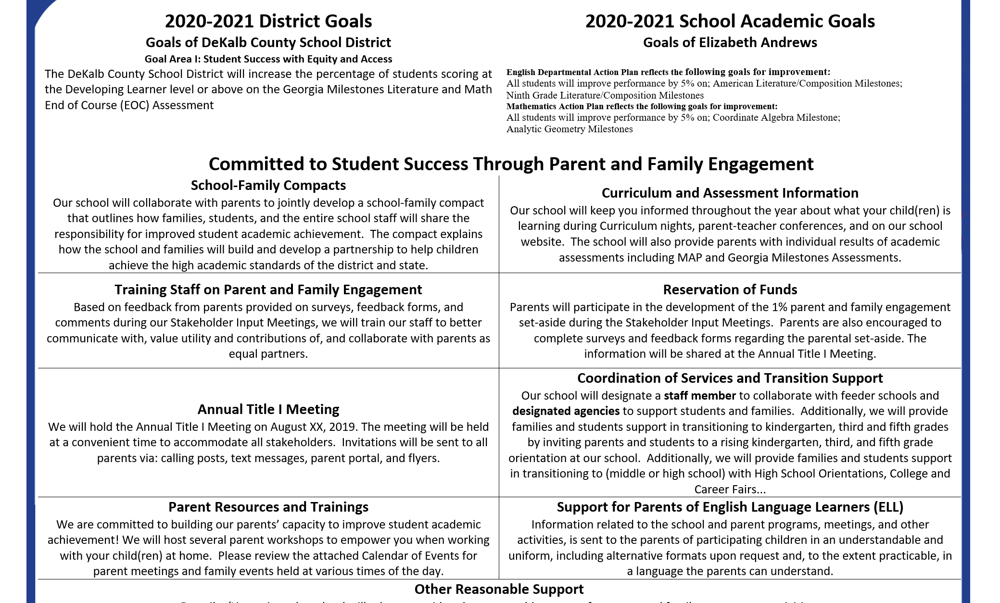 2020-2021 District Goals
Goals of DeKalb County School District
Goal Area I: Student Success with Equity and Access
The DeKalb County School District will increase the percentage of students scoring at
the Developing Learner level or above on the Georgia Milestones Literature and Math
End of Course (EOC) Assessment
2020-2021 School Academic Goals
Goals of Elizabeth Andrews
English Departmental Action Plan reflects the following goals for improvement:
All students will improve performance by 5% on; American Literature/Composition Milestones;
Ninth Grade Literature/Composition Milestones
Mathematics Action Plan reflects the following goals for improvement:
All students will improve performance by 5% on; Coordinate Algebra Milestone;
Analytic Geometry Milestones
Committed to Student Success Through Parent and Family Engagement
School-Family Compacts
Our school will collaborate with parents to jointly develop a school-family compact
that outlines how families, students, and the entire school staff will share the
responsibility for improved student academic achievement.  The compact explains
how the school and families will build and develop a partnership to help children
achieve the high academic standards of the district and state.
Curriculum and Assessment Information
Our school will keep you informed throughout the year about what your child(ren) is
learning during Curriculum nights, parent-teacher conferences, and on our school
website.  The school will also provide parents with individual results of academic
assessments including MAP and Georgia Milestones Assessments.
Training Staff on Parent and Family Engagement
Based on feedback from parents provided on surveys, feedback forms, and
comments during our Stakeholder Input Meetings, we will train our staff to better
communicate with, value utility and contributions of, and collaborate with parents as
equal partners.
Reservation of Funds
Parents will participate in the development of the 1% parent and family engagement
set-aside during the Stakeholder Input Meetings.  Parents are also encouraged to
complete surveys and feedback forms regarding the parental set-aside. The
information will be shared at the Annual Title I Meeting.
Annual Title I Meeting
We will hold the Annual Title I Meeting on August XX, 2019. The meeting will be held
at a convenient time to accommodate all stakeholders.  Invitations will be sent to all
parents via: calling posts, text messages, parent portal, and flyers.
Coordination of Services and Transition Support
Our school will designate a staff member to collaborate with feeder schools and
designated agencies to support students and families.  Additionally, we will provide
families and students support in transitioning to kindergarten, third and fifth grades
by inviting parents and students to a rising kindergarten, third, and fifth grade
orientation at our school.  Additionally, we will provide families and students support
in transitioning to (middle or high school) with High School Orientations, College and
Career Fairs...
Parent Resources and Trainings
We are committed to building our parents’ capacity to improve student academic
achievement! We will host several parent workshops to empower you when working
with your child(ren) at home.  Please review the attached Calendar of Events for
parent meetings and family events held at various times of the day.
Support for Parents of English Language Learners (ELL)
Information related to the school and parent programs, meetings, and other
activities, is sent to the parents of participating children in an understandable and
uniform, including alternative formats upon request and, to the extent practicable, in
a language the parents can understand.
Other Reasonable Support